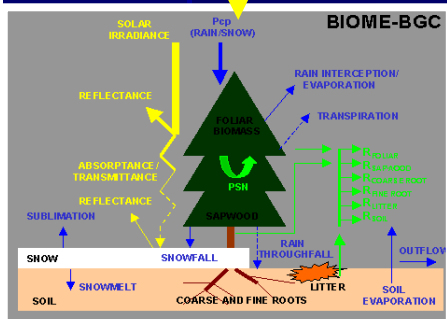 BIOME-BGC
SOLAR
IRRADIANCE
Pcp
(RAIN/SNOW)
RAIN INTERCEPTION/
EVAPORATION
REFLECTANCE
TRANSPIRATION
FOLIAR
BIOMASS
PSN
ABSORPTANCE/
TRANSMITTANCE
REFLECTANCE
SAPWOOD
SUBLIMATION
SNOW
SNOWFALL
RAIN
THROUGHFALL
OUTFLOW
SNOWMELT
LITTER
SOIL
EVAPORATION
SOIL
COARSE AND FINE ROOTS